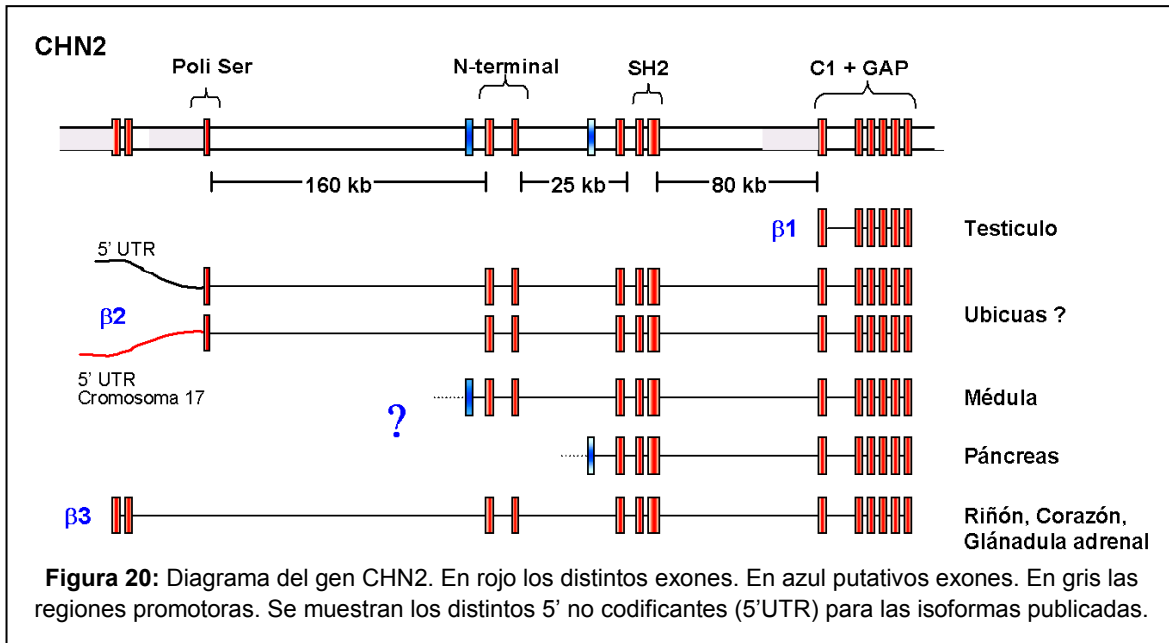 CHN2
Poli Ser
N-terminal
SH2
C1 + GAP
160 kb
25 kb
80 kb
β1
Testiculo
5' UTR
β2
Ubicuas ?
5' UTR
Cromosoma 17
?
Médula
Páncreas
β3
Riñón, Corazón,
Glánadula adrenal
Figura 20: Diagrama del gen CHN2. En rojo los distintos exones. En azul putativos exones. En gris las
regiones promotoras. Se muestran los distintos 5’ no codificantes (5’UTR) para las isoformas publicadas.